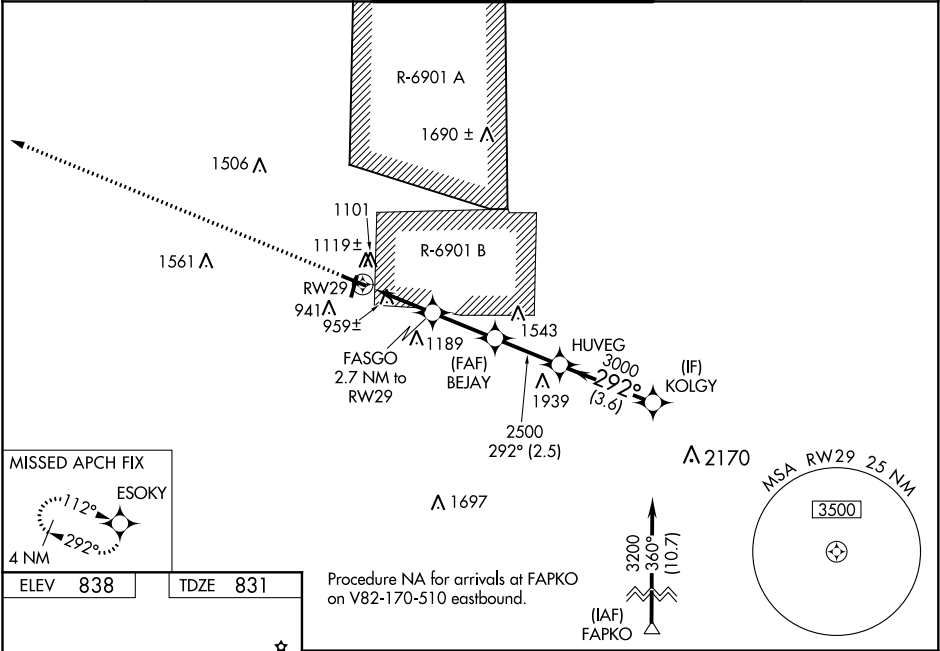 R-6901 A
1690 ±
1506
1101
1119±
R-6901 B
1561
RW29
941
959±
1543
1189
FASGO
2.7 NM to
RW29
(FAF)
BEJAY
HUVEG
3000
292°
(3.6)
(IF)
KOLGY
1939
2500
292° (2.5)
2170
MISSED APCH FIX
ESOKY
112°
292°
4 NM
1697
MSA RW29 25 NM
3500
3200
360°
(10.7)
ELEV 838
TDZE 831
Procedure NA for arrivals at FAPKO
on V82-170-510 eastbound.
(IAF)
FAPKO